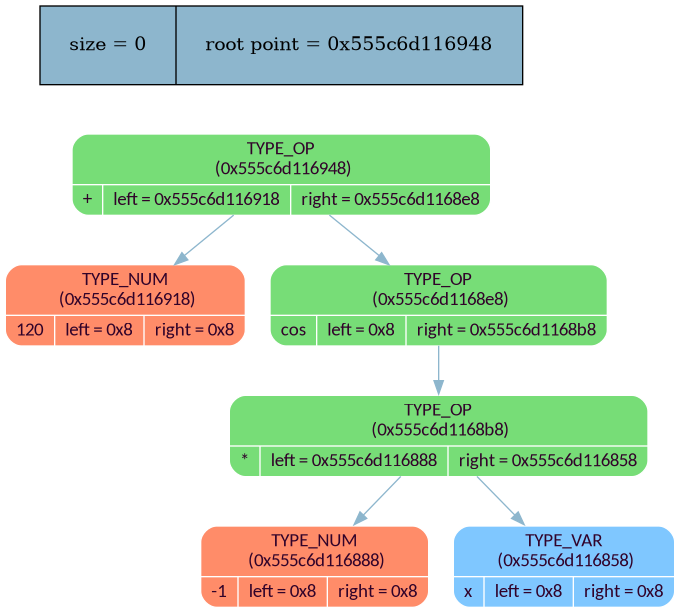 size = 0 root point = 0x555c6d116948
TYPE_OP
(0x555c6d116948)
+ left = 0x555c6d116918 right = 0x555c6d1168e8
TYPE_NUM
(0x555c6d116918)
120 left = 0x8 right = 0x8
TYPE_OP
(0x555c6d1168e8)
cos left = 0x8 right = 0x555c6d1168b8
TYPE_OP
(0x555c6d1168b8)
* left = 0x555c6d116888 right = 0x555c6d116858
TYPE_NUM
(0x555c6d116888)
-1 left = 0x8 right = 0x8
TYPE_VAR
(0x555c6d116858)
x left = 0x8 right = 0x8